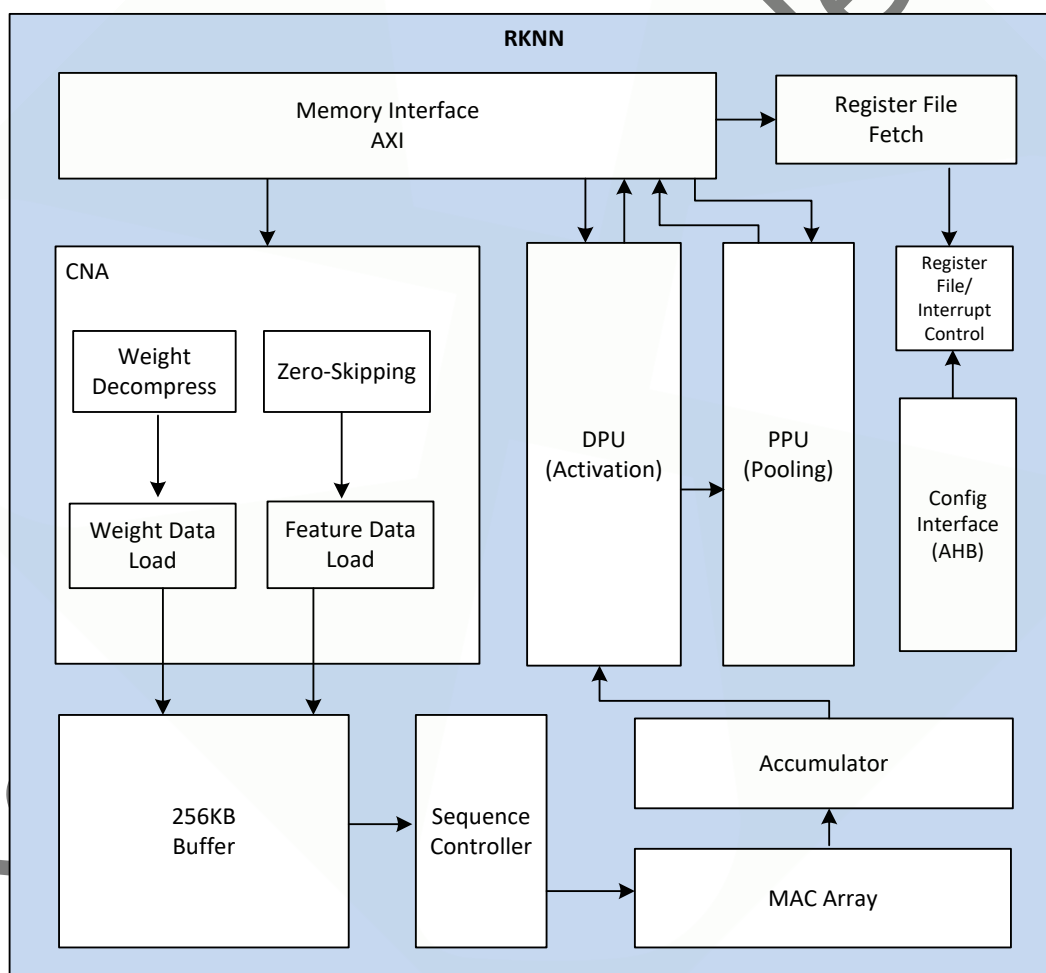 RKNN
Memory Interface
AXI
Register File
Fetch
CNA
Weight
Decompress
Zero-Skipping
Weight Data
Load
Feature Data
Load
DPU
(Activation)
PPU
(Pooling)
Register
File/
Interrupt
Control
Config
Interface
(AHB)
256KB
Buffer
Sequence
Controller
Accumulator
MAC Array